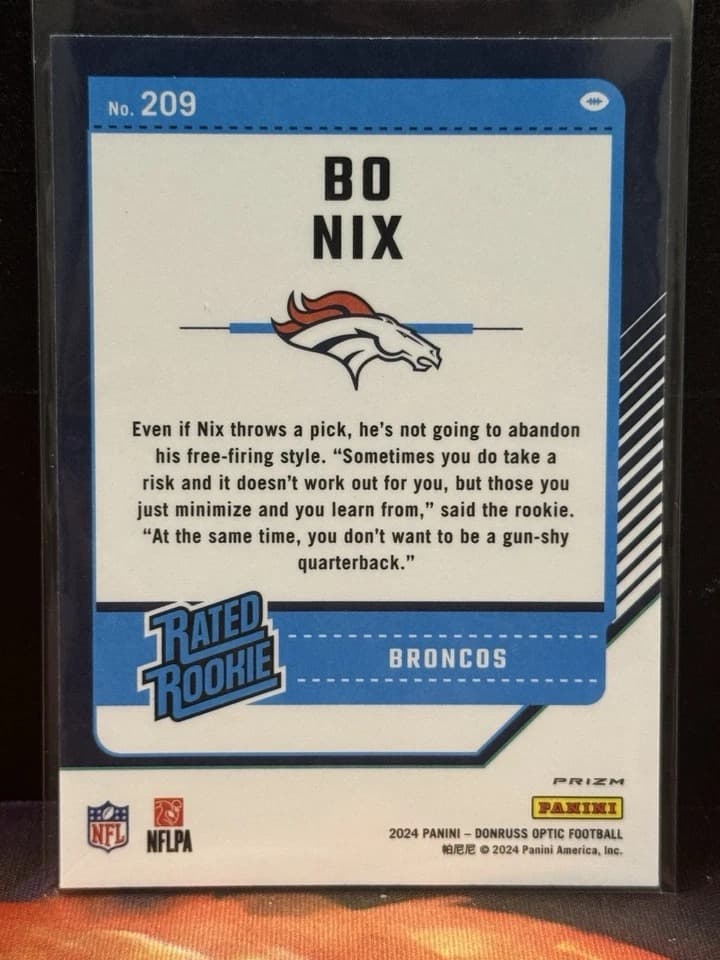 No. 209
BO
NIX
Even if Nix throws a pick, he's not going to abandon
his free-firing style. “Sometimes you do take a
risk and it doesn't work out for you, but those you
just minimize and you learn from,” said the rookie.
“At the same time, you don't want to be a gun-shy
quarterback.”
RATED
ROOKIE
BRONCOS
PRIZM
PANINI
NFL
NFLPA
2024 PANINI – DONRUSS OPTIC FOOTBALL
帕尼尼 © 2024 Panini America, Inc.